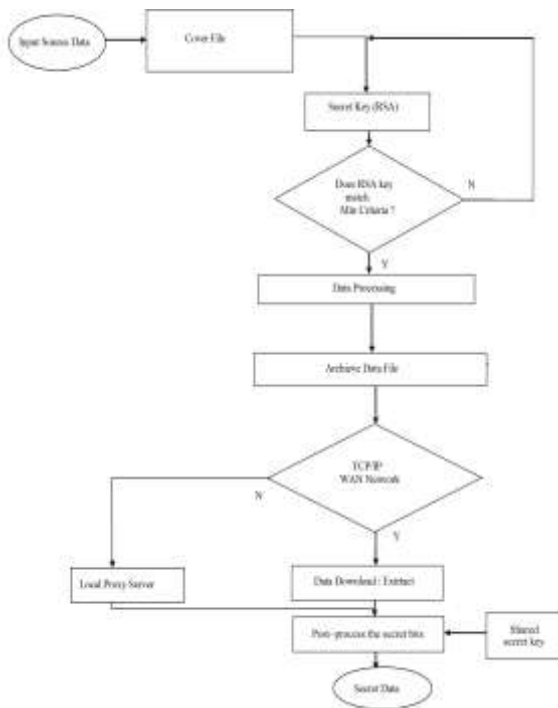 Input Source Data
Cover File
Secret Key (RSA)
Does RSA key
match
Min Criteria ?
N
Y
Data Processing
Archieve Data File
TCP/IP
WAN Network
N
Y
Local Proxy Server
Data Download : Extract
Post-process the secret bits
Shared
secret key
Secret Data